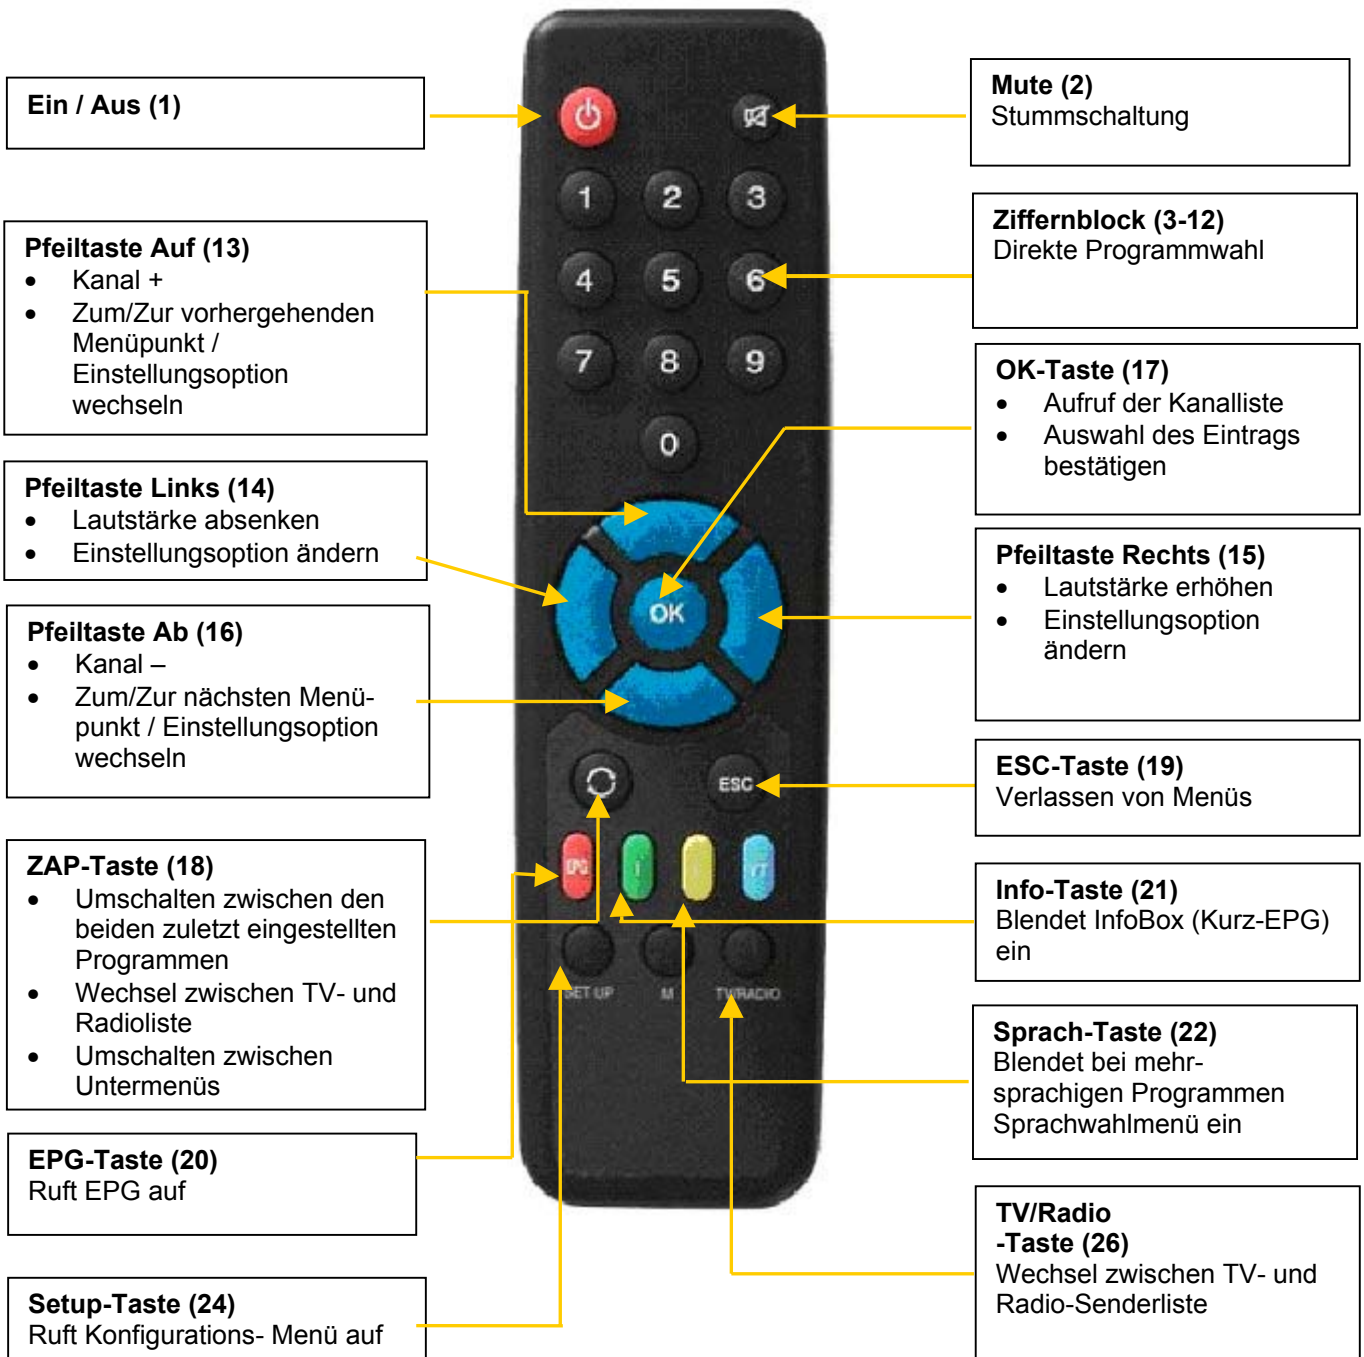 Ein / Aus (1)
Pfeiltaste Auf (13)
• Kanal +
• Zum/Zur vorhergehenden
Menüpunkt /
Einstellungsoption
wechseln
Pfeiltaste Links (14)
• Lautstärke absenken
• Einstellungsoption ändern
Pfeiltaste Ab (16)
• Kanal –
• Zum/Zur nächsten Menü-
punkt / Einstellungsoption
wechseln
ZAP-Taste (18)
• Umschalten zwischen den
beiden zuletzt eingestellten
Programmen
• Wechsel zwischen TV- und
Radioliste
• Umschalten zwischen
Untermenüs
EPG-Taste (20)
Ruft EPG auf
Setup-Taste (24)
Ruft Konfigurations- Menü auf
1 2 3
4 5 6
7 8 9
0
OK
ESC
EPG i
SET UP M TV/RADIO
Mute (2)
Stummschaltung
Ziffernblock (3-12)
Direkte Programmwahl
OK-Taste (17)
• Aufruf der Kanalliste
• Auswahl des Eintrags
bestätigen
Pfeiltaste Rechts (15)
• Lautstärke erhöhen
• Einstellungsoption
ändern
ESC-Taste (19)
Verlassen von Menüs
Info-Taste (21)
Blendet InfoBox (Kurz-EPG)
ein
Sprach-Taste (22)
Blendet bei mehr-
sprachigen Programmen
Sprachwahlmenü ein
TV/Radio
-Taste (26)
Wechsel zwischen TV- und
Radio-Senderliste